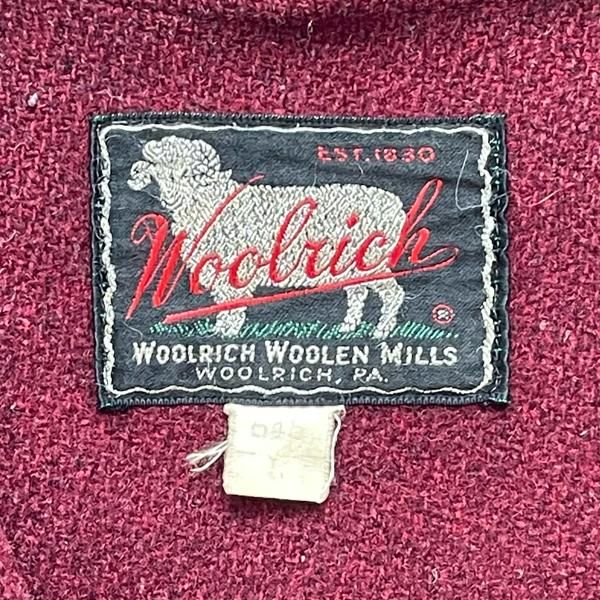 EST. 1830
Woolrich
®
WOOLRICH WOOLEN MILLS
WOOLRICH, PA.